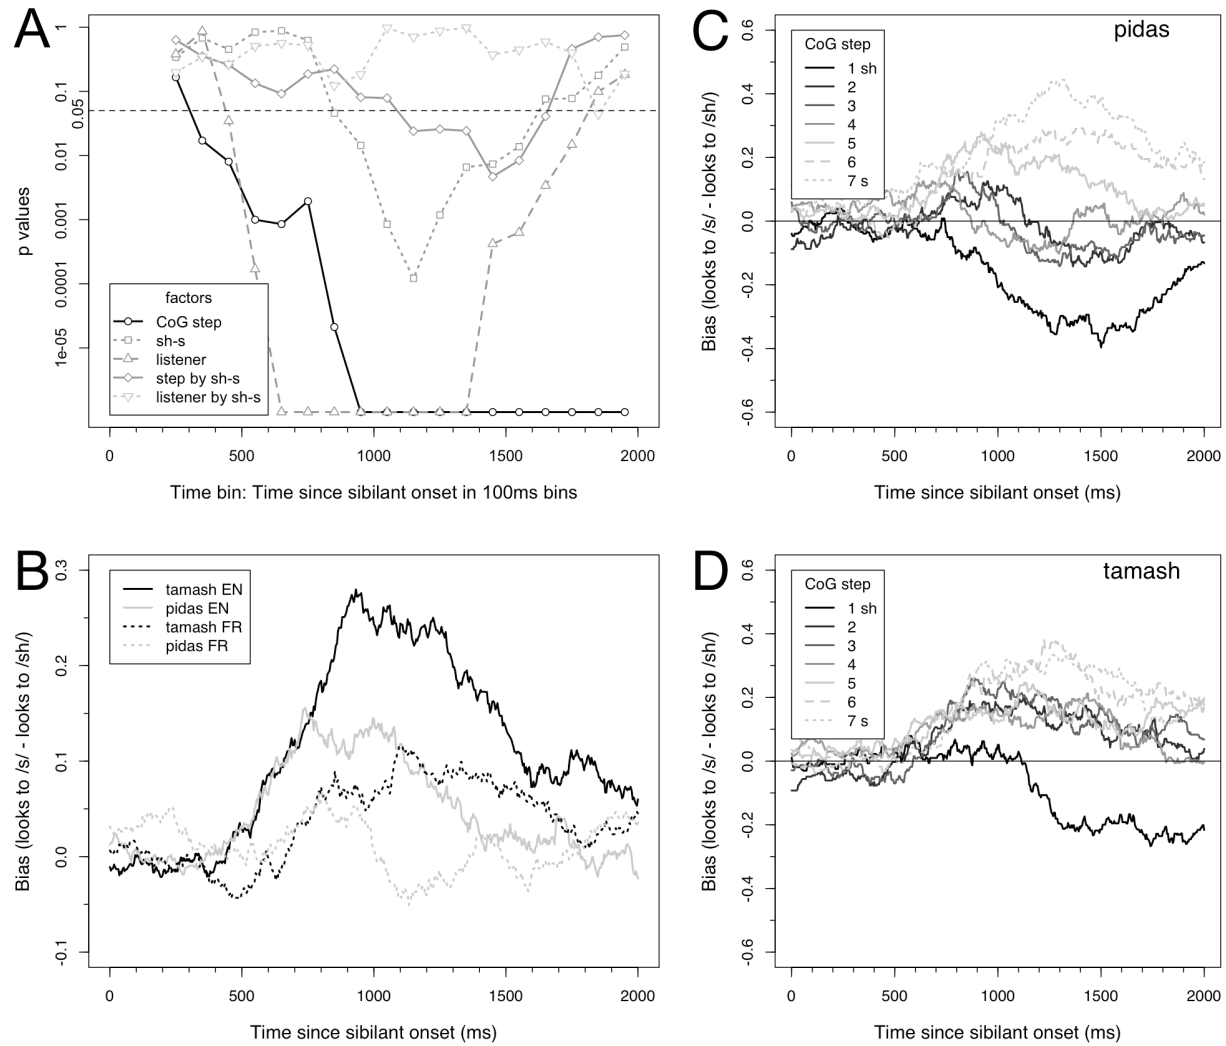 A
p values
1
0.1
0.05
0.01
0.001
0.0001
1e-05
factors
CoG step
sh-s
listener
step by sh-s
listener by sh-s
0 500 1000 1500 2000
Time bin: Time since sibilant onset in 100ms bins
C
pidas
Bias (looks to /s/ - looks to /sh/)
0.6
0.4
0.2
0.0
-0.2
-0.4
-0.6
CoG step
1 sh
2
3
4
5
6
7 s
0 500 1000 1500 2000
Time since sibilant onset (ms)
B
Bias (looks to /s/ - looks to /sh/)
0.3
0.2
0.1
0.0
-0.1
tamash EN
pidas EN
tamash FR
pidas FR
0 500 1000 1500 2000
Time since sibilant onset (ms)
D
tamash
Bias (looks to /s/ - looks to /sh/)
0.6
0.4
0.2
0.0
-0.2
-0.4
-0.6
CoG step
1 sh
2
3
4
5
6
7 s
0 500 1000 1500 2000
Time since sibilant onset (ms)